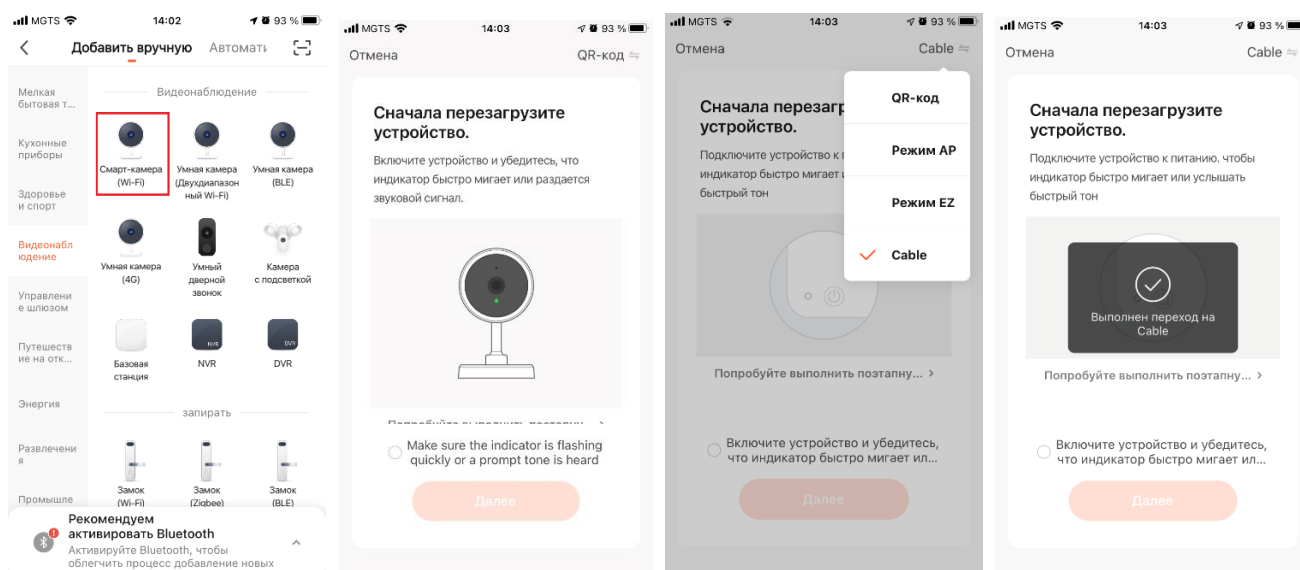 MGTS 14:02 93 %
Добавить вручную Автомати
Мелкая
бытовая т...
Кухонные
приборы
Здоровье
и спорт
Видеонабл
юдение
Управлени
е шлюзом
Путешеств
ие на отк...
Энергия
Развлечени
я
Промышле
Видеонаблюдение
Смарт-камера
(Wi-Fi)
Умная камера
(Двухдиапазон
ный Wi-Fi)
Умная камера
(BLE)
Умная камера
(4G)
Умный
дверной
звонок
Камера
с подсветкой
Базовая
станция
NVR
DVR
запирать
Замок
(Wi-Fi)
Замок
(Zigbee)
Замок
(BLE)
Рекомендуем
активировать Bluetooth
Активируйте Bluetooth, чтобы
облегчить процесс добавление новых
MGTS 14:03 93 %
Отмена QR-код
Сначала перезагрузите
устройство.
Включите устройство и убедитесь, что
индикатор быстро мигает или раздается
звуковой сигнал.
Make sure the indicator is flashing
quickly or a prompt tone is heard
Далее
MGTS 14:03 93 %
Отмена Cable
QR-код
Режим AP
Режим EZ
Cable
Сначала перезагр
устройство.
Подключите устройство к
индикатор быстро мигает
быстрый тон
Попробуйте выполнить поэтапну... >
Включите устройство и убедитесь,
что индикатор быстро мигает ил...
Далее
MGTS 14:03 93 %
Отмена Cable
Сначала перезагрузите
устройство.
Подключите устройство к питанию. чтобы
индикатор быстро мигает или услышать
быстрый тон
Выполнен переход на
Cable
Попробуйте выполнить поэтапну... >
Включите устройство и убедитесь,
что индикатор быстро мигает ил...
Далее